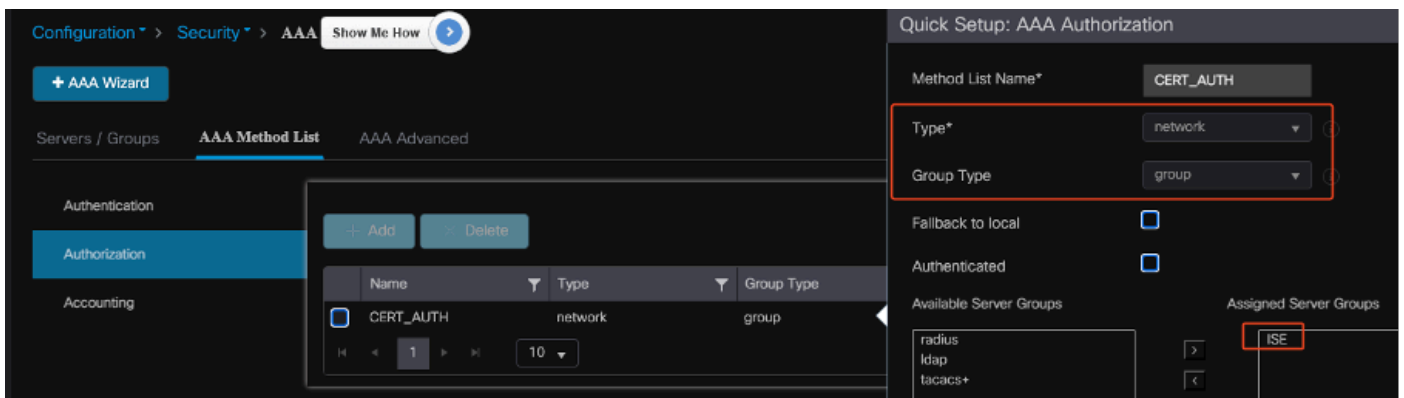 Configuration > Security > AAA Show Me How
+ AAA Wizard
Servers / Groups AAA Method List AAA Advanced
Authentication
Authorization
Accounting
+ Add × Delete
Name Type Group Type
CERT_AUTH network group
1 10
Quick Setup: AAA Authorization
Method List Name* CERT_AUTH
Type* network
Group Type group
Fallback to local
Authenticated
Available Server Groups Assigned Server Groups
radius ISE
ldap
tacacs+